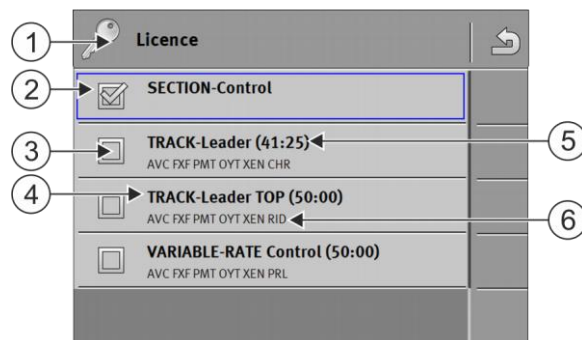 1
Licence
2
SECTION-Control
3
TRACK-Leader (41:25)
5
AVC FXF PMT OYT XEN CHR
4
TRACK-Leader TOP (50:00)
AVC FXF PMT OYT XEN RID
6
VARIABLE-RATE Control (50:00)
AVC FXF PMT OYT XEN PRL